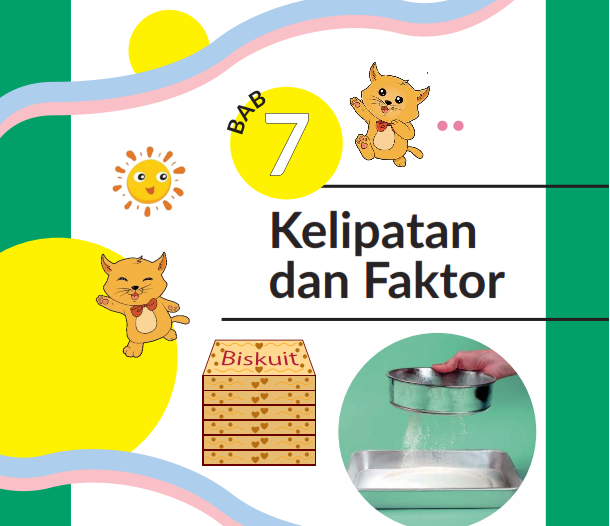 BAB
7
Kelipatan
dan Faktor
Biskuit